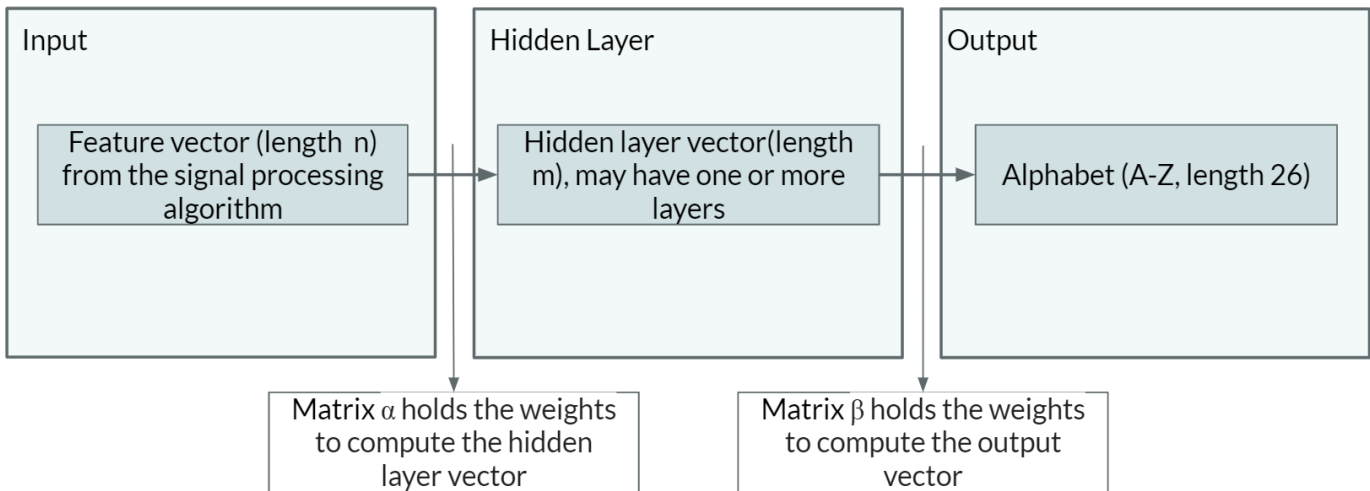 Input
Feature vector (length n)
from the signal processing
algorithm
Hidden Layer
Hidden layer vector(length
m), may have one or more
layers
Output
Alphabet (A-Z, length 26)
Matrix α holds the weights
to compute the hidden
layer vector
Matrix β holds the weights
to compute the output
vector